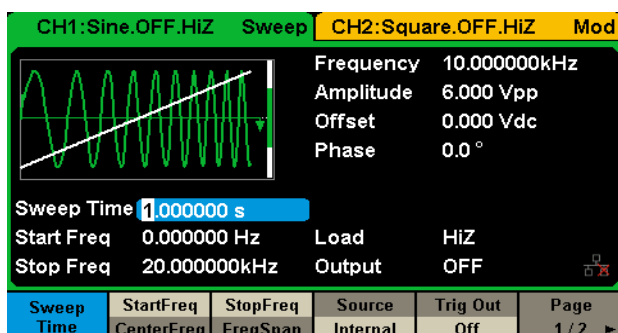 CH1:Sine.OFF.HiZ Sweep CH2:Square.OFF.HiZ Mod
Frequency 10.000000kHz
Amplitude 6.000 Vpp
Offset 0.000 Vdc
Phase 0.0 °
Sweep Time 1.000000 s
Start Freq 0.000000 Hz Load HiZ
Stop Freq 20.000000kHz Output OFF
Sweep Time StartFreq StopFreq Source Trig Out Page
CenterFreq FreqSpan Internal Off 1/2 ►